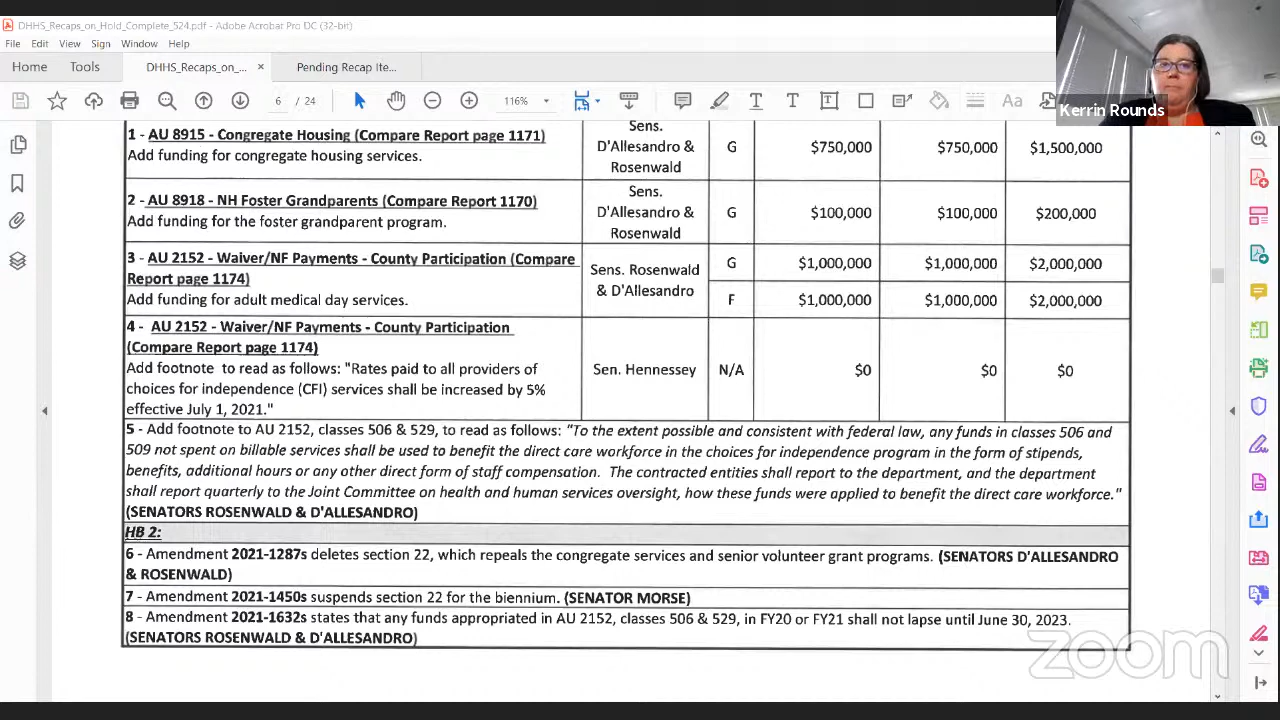 DHHS_Recaps_on_Hold_Complete_524.pdf - Adobe Acrobat Pro DC (32-bit)
File Edit View Sign Window Help
Home Tools DHHS_Recaps_on_... × Pending Recap Ite...
/ 24 116%
Kerrin Rounds
1 - AU 8915 - Congregate Housing (Compare Report page 1171)
Add funding for congregate housing services.
Sens.
D'Allesandro &
Rosenwald
G $750,000 $750,000 $1,500,000
2 - AU 8918 - NH Foster Grandparents (Compare Report 1170)
Add funding for the foster grandparent program.
Sens.
D'Allesandro &
Rosenwald
G $100,000 $100,000 $200,000
3 - AU 2152 - Waiver/NF Payments - County Participation (Compare
Report page 1174)
Add funding for adult medical day services.
Sens. Rosenwald
& D'Allesandro
G $1,000,000 $1,000,000 $2,000,000
F $1,000,000 $1,000,000 $2,000,000
4 - AU 2152 - Waiver/NF Payments - County Participation
(Compare Report page 1174)
Add footnote to read as follows: "Rates paid to all providers of
choices for independence (CFI) services shall be increased by 5%
effective July 1, 2021."
Sen. Hennessey N/A $0 $0 $0
5 - Add footnote to AU 2152, classes 506 & 529, to read as follows: "To the extent possible and consistent with federal law, any funds in classes 506 and
509 not spent on billable services shall be used to benefit the direct care workforce in the choices for independence program in the form of stipends,
benefits, additional hours or any other direct form of staff compensation. The contracted entities shall report to the department, and the department
shall report quarterly to the Joint Committee on health and human services oversight, how these funds were applied to benefit the direct care workforce."
(SENATORS ROSENWALD & D'ALLESANDRO)
HB 2:
6 - Amendment 2021-1287s deletes section 22, which repeals the congregate services and senior volunteer grant programs. (SENATORS D'ALLESANDRO
& ROSENWALD)
7 - Amendment 2021-1450s suspends section 22 for the biennium. (SENATOR MORSE)
8 - Amendment 2021-1632s states that any funds appropriated in AU 2152, classes 506 & 529, in FY20 or FY21 shall not lapse until June 30, 2023.
(SENATORS ROSENWALD & D'ALLESANDRO)
zoom